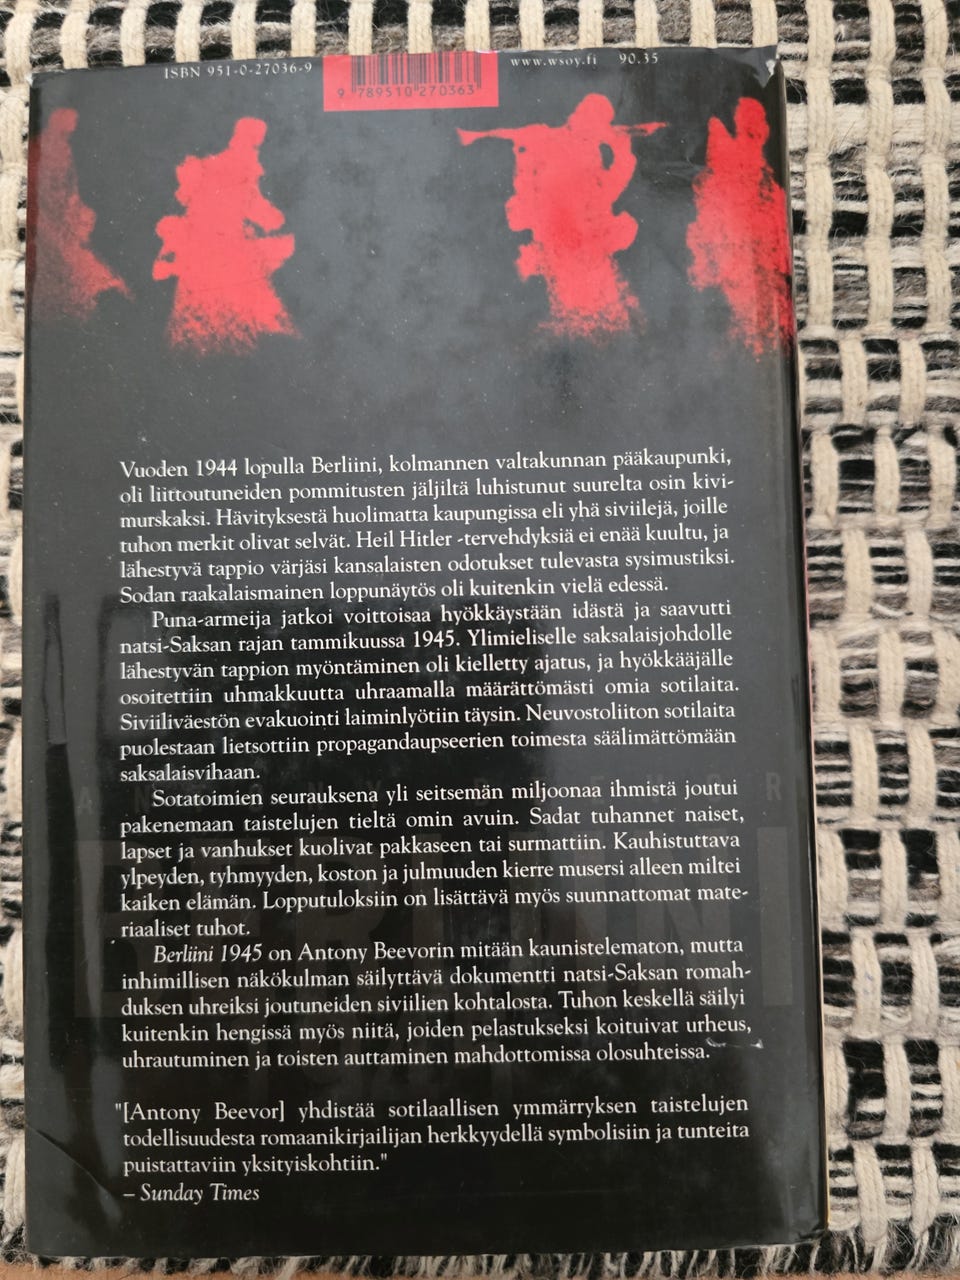 ISBN 951-0-27036-9
9 789510 270363
www.wsoy.fi 90.35
Vuoden 1944 lopulla Berliini, kolmannen valtakunnan pääkaupunki,
oli liittoutuneiden pommitusten jäljiltä luhistunut suurelta osin kivi-
murskaksi. Hävityksestä huolimatta kaupungissa eli yhä siviilejä, joille
tuhon merkit olivat selvät. Heil Hitler -tervehdyksiä ei enää kuultu, ja
lähestyvä tappio värjäsi kansalaisten odotukset tulevasta sysimustiksi.
Sodan raakalaismainen loppunäytös oli kuitenkin vielä edessä.
Puna-armeija jatkoi voittoisaa hyökkäystään idästä ja saavutti
natsi-Saksan rajan tammikuussa 1945. Ylimieliselle saksalaisjohdolle
lähestyvän tappion myöntäminen oli kielletty ajatus, ja hyökkääjälle
osoitettiin uhmakkuutta uhraamalla määrättömästi omia sotilaita.
Siviiliväestön evakuointi laiminlyötiin täysin. Neuvostoliiton sotilaita
puolestaan lietsottiin propagandaupseerien toimesta säälimättömään
saksalaisvihaan.
Sotatoimien seurauksena yli seitsemän miljoonaa ihmistä joutui
pakenemaan taistelujen tieltä omin avuin. Sadat tuhannet naiset,
lapset ja vanhukset kuolivat pakkaseen tai surmattiin. Kauhistuttava
ylpeyden, tyhmyyden, koston ja julmuuden kierre musersi alleen miltei
kaiken elämän. Lopputuloksiin on lisättävä myös suunnattomat mate-
riaaliset tuhot.
Berliini 1945 on Antony Beevorin mitään kaunistelematon, mutta
inhimillisen näkökulman säilyttävä dokumentti natsi-Saksan romah-
duksen uhreiksi joutuneiden siviilien kohtalosta. Tuhon keskellä säilyi
kuitenkin hengissä myös niitä, joiden pelastukseksi koituivat urheus,
uhrautuminen ja toisten auttaminen mahdottomissa olosuhteissa.
"[Antony Beevor] yhdistää sotilaallisen ymmärryksen taistelujen
todellisuudesta romaanikirjailijan herkkyydellä symbolisiin ja tunteita
puistattaviin yksityiskohtiin."
– Sunday Times